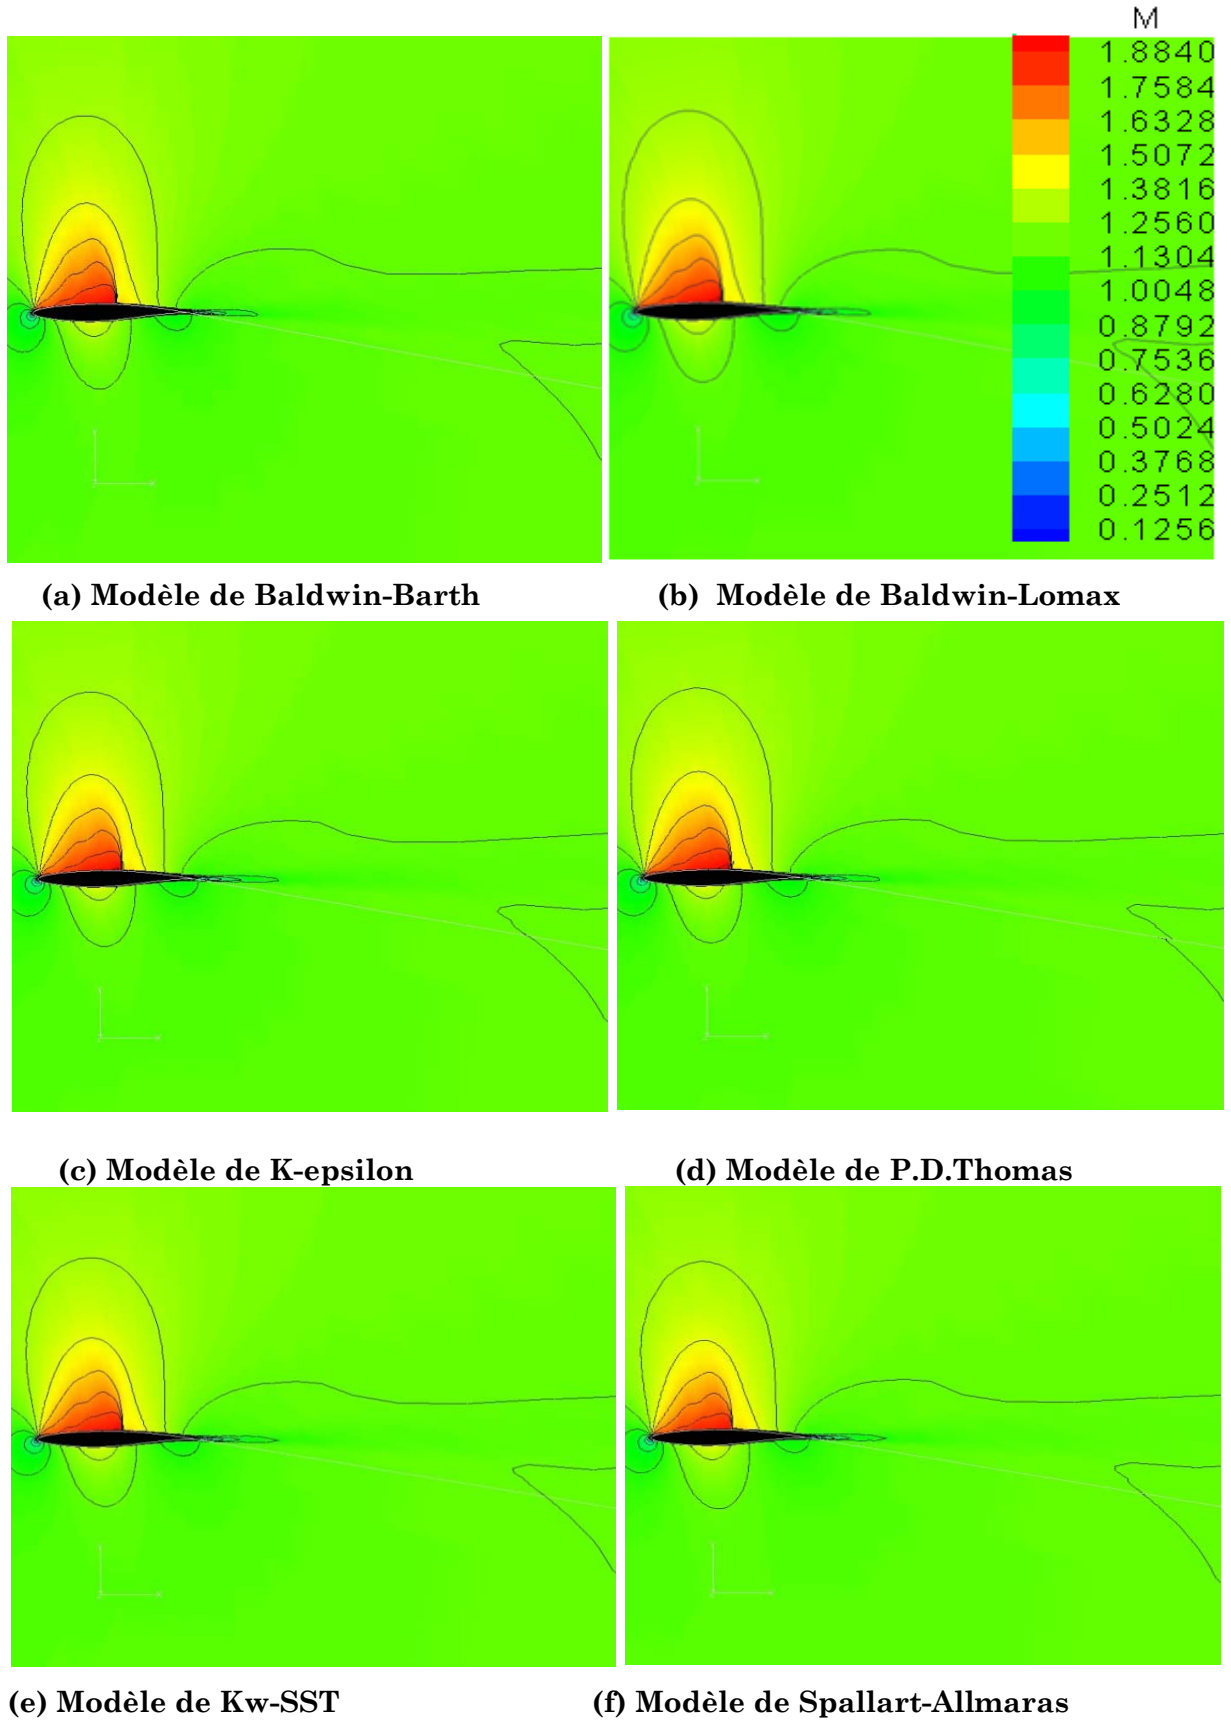 M
1.8840
1.7584
1.6328
1.5072
1.3816
1.2560
1.1304
1.0048
0.8792
0.7536
0.6280
0.5024
0.3768
0.2512
0.1256
(a) Modèle de Baldwin-Barth
(b) Modèle de Baldwin-Lomax
(c) Modèle de K-epsilon
(d) Modèle de P.D.Thomas
(e) Modèle de Kw-SST
(f) Modèle de Spallart-Allmaras